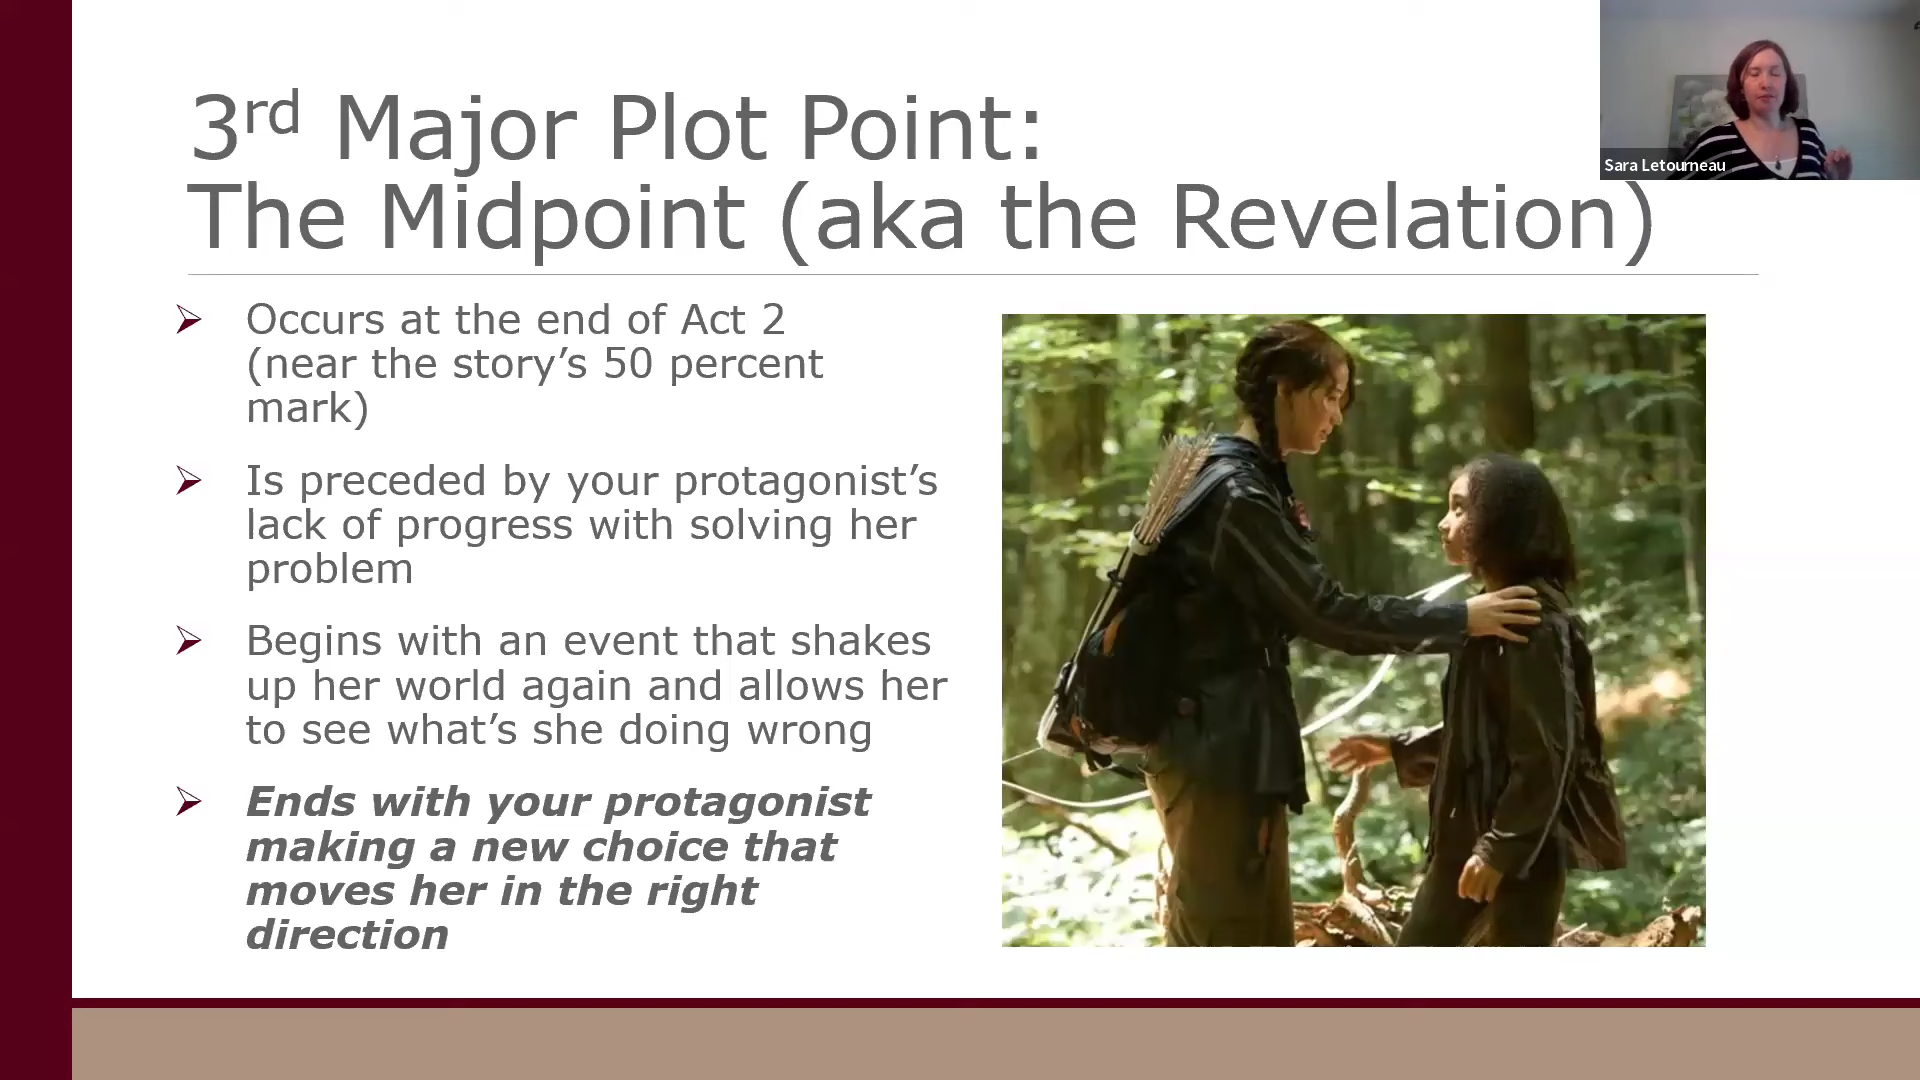 3rd Major Plot Point:
The Midpoint (aka the Revelation)
Sara Letourneau
➢ Occurs at the end of Act 2
(near the story’s 50 percent
mark)
➢ Is preceded by your protagonist’s
lack of progress with solving her
problem
➢ Begins with an event that shakes
up her world again and allows her
to see what’s she doing wrong
➢ Ends with your protagonist
making a new choice that
moves her in the right
direction